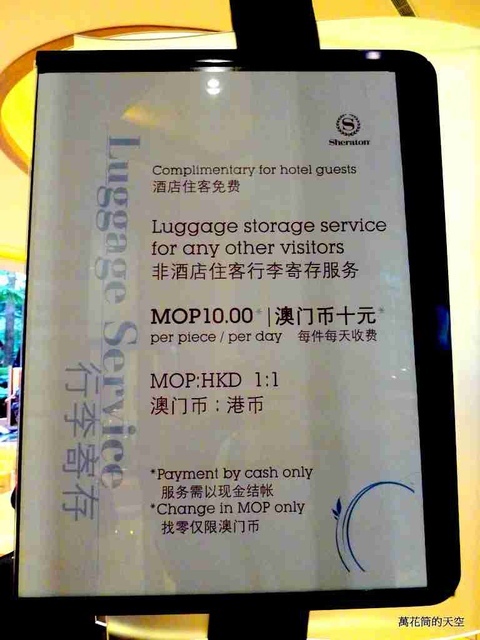 Sheraton
Luggage Service
行李寄存
Complimentary for hotel guests
酒店住客免费
Luggage storage service
for any other visitors
非酒店住客行李寄存服务
MOP10.00* | 澳门币十元*
per piece / per day 每件每天收费
MOP:HKD 1:1
澳门币：港币
*Payment by cash only
服务需以现金结帐
*Change in MOP only
找零仅限澳门币
萬花筒的天空